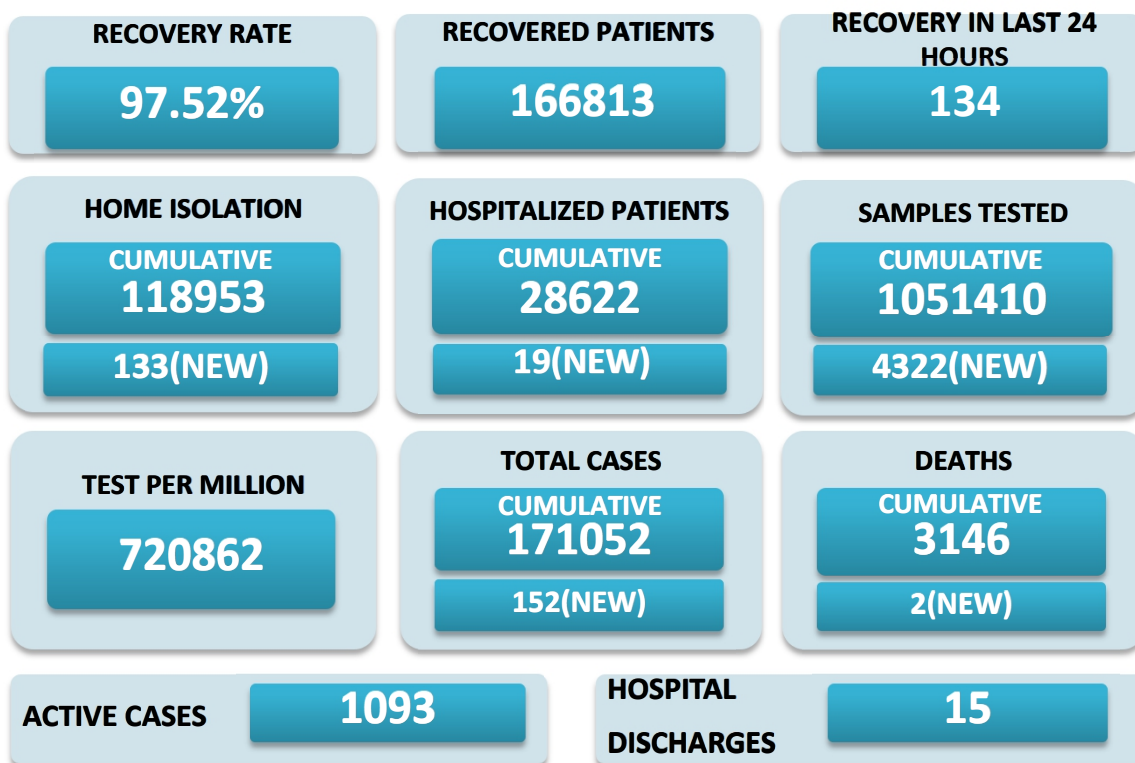 RECOVERY RATE
97.52%
RECOVERED PATIENTS
166813
RECOVERY IN LAST 24
HOURS
134
HOME ISOLATION
CUMULATIVE
118953
133(NEW)
HOSPITALIZED PATIENTS
CUMULATIVE
28622
19(NEW)
SAMPLES TESTED
CUMULATIVE
1051410
4322(NEW)
TEST PER MILLION
720862
TOTAL CASES
CUMULATIVE
171052
152(NEW)
DEATHS
CUMULATIVE
3146
2(NEW)
ACTIVE CASES
1093
HOSPITAL
DISCHARGES
15